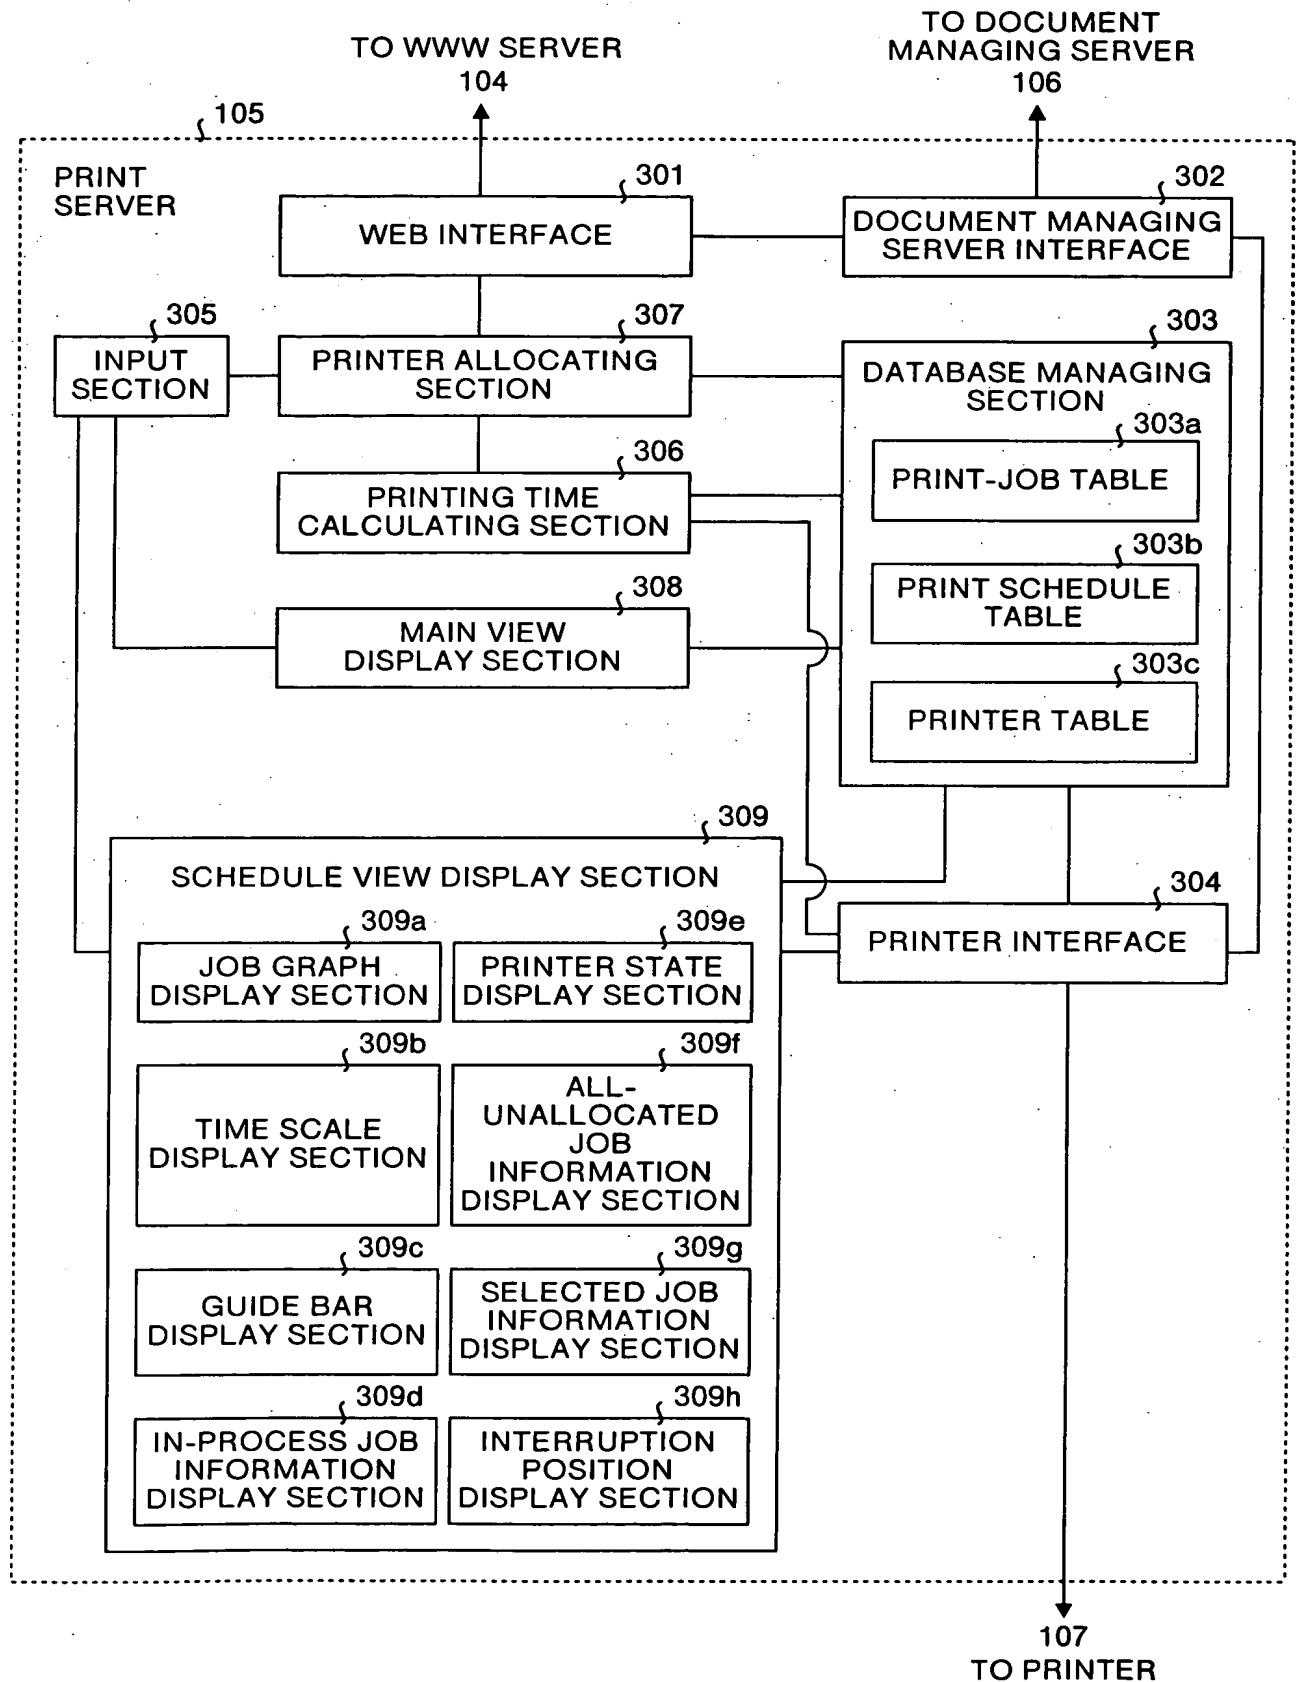 TO WWW SERVER
104
TO DOCUMENT
MANAGING SERVER
106
105
PRINT
SERVER
301
WEB INTERFACE
302
DOCUMENT MANAGING
SERVER INTERFACE
305
INPUT
SECTION
307
PRINTER ALLOCATING
SECTION
303
DATABASE MANAGING
SECTION
303a
PRINT-JOB TABLE
306
PRINTING TIME
CALCULATING SECTION
303b
PRINT SCHEDULE
TABLE
308
MAIN VIEW
DISPLAY SECTION
303c
PRINTER TABLE
309
SCHEDULE VIEW DISPLAY SECTION
304
PRINTER INTERFACE
309a
JOB GRAPH
DISPLAY SECTION
309e
PRINTER STATE
DISPLAY SECTION
309b
TIME SCALE
DISPLAY SECTION
309f
ALL-
UNALLOCATED
JOB
INFORMATION
DISPLAY SECTION
309c
GUIDE BAR
DISPLAY SECTION
309g
SELECTED JOB
INFORMATION
DISPLAY SECTION
309d
IN-PROCESS JOB
INFORMATION
DISPLAY SECTION
309h
INTERRUPTION
POSITION
DISPLAY SECTION
107
TO PRINTER